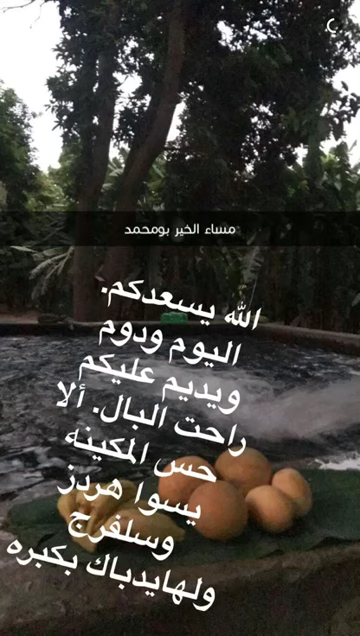 مساء الخير بومحمد
الله يسعدكم.
اليوم ودوم
ويديم عليكم
راحت البال. ألا
حس المكينه
يسوا هردز
وسلفرج
ولهايدباك بكبره